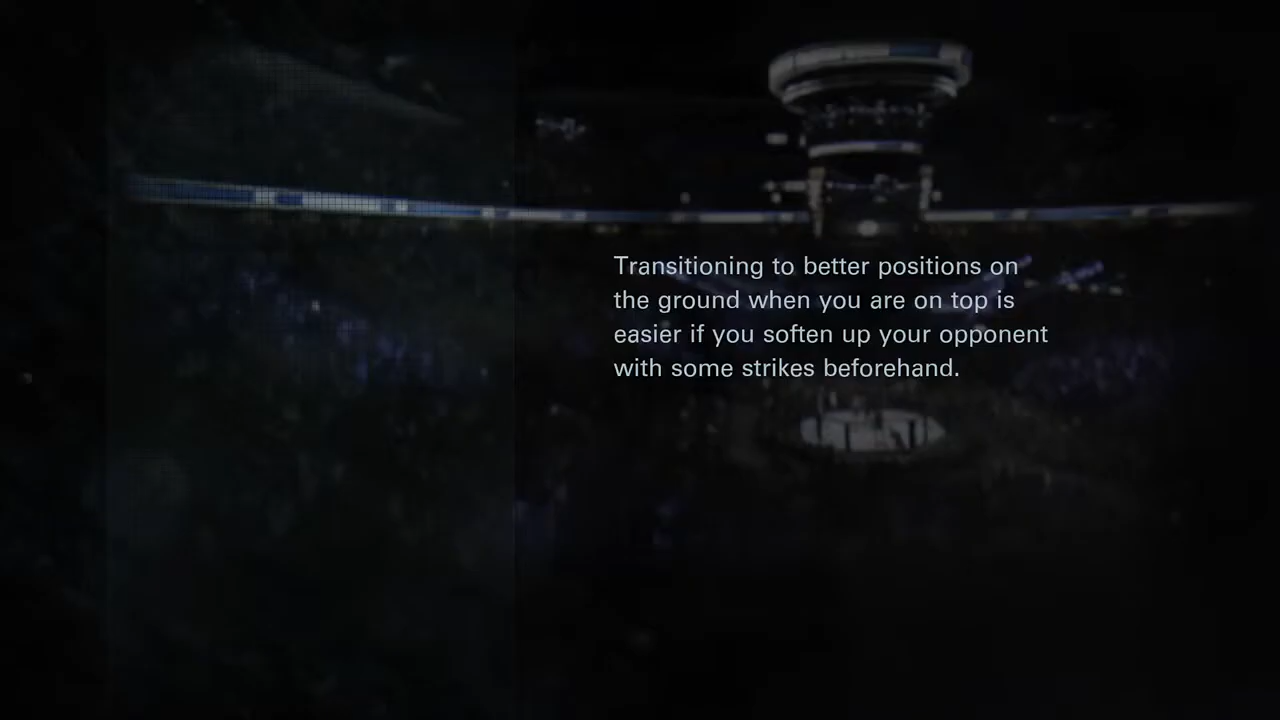 Transitioning to better positions on
the ground when you are on top is
easier if you soften up your opponent
with some strikes beforehand.